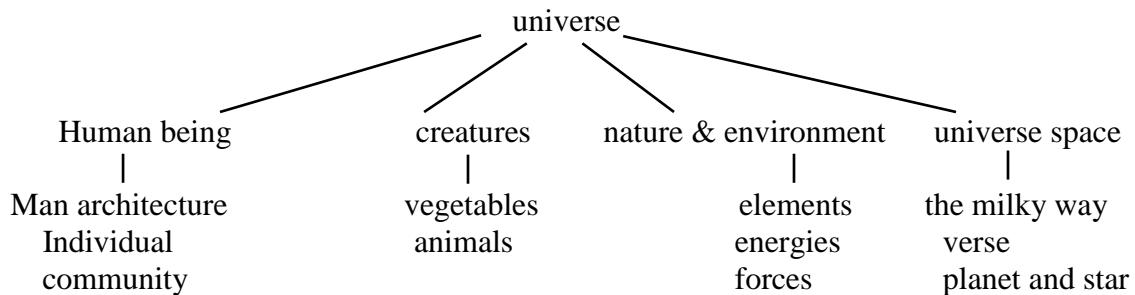 universe
Human being creatures nature & environment universe space
Man architecture vegetables elements the milky way
Individual animals energies verse
community forces planet and star